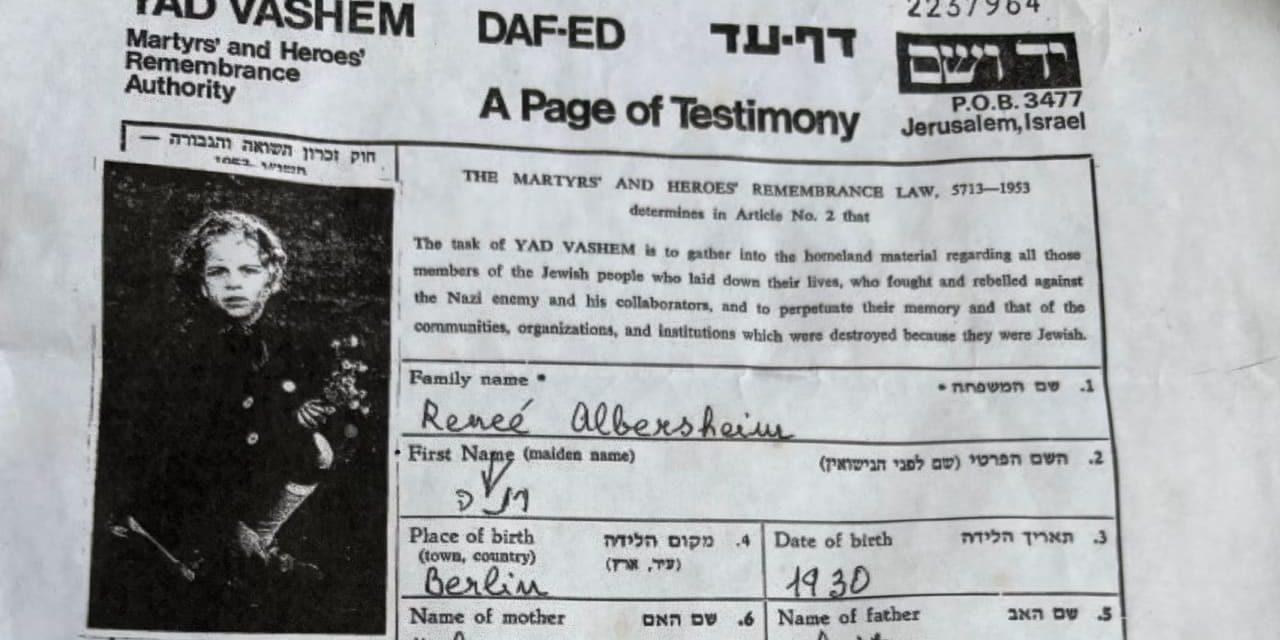 YAD VASHEM DAF-ED דף-עד 2237964
Martyrs' and Heroes'
Remembrance
Authority
יד ושם
A Page of Testimony
P.O.B. 3477
Jerusalem, Israel
חוק זכרון השואה והגבורה —
THE MARTYRS' AND HEROES' REMEMBRANCE LAW, 5713—1953
determines in Article No. 2 that
The task of YAD VASHEM is to gather into the homeland material regarding all those
members of the Jewish people who laid down their lives, who fought and rebelled against
the Nazi enemy and his collaborators, and to perpetuate their memory and that of the
communities, organizations, and institutions which were destroyed because they were Jewish.
Family name * 1. שם המשפחה *
Reneé Albersheim
First Name (maiden name) 2. השם הפרטי (שם לפני הנישואין)
Place of birth 4. מקום הלידה
(town, country) (עיר, ארץ)
Berlin
Date of birth 3. תאריך הלידה
1930
Name of mother 6. שם האם
Name of father 5. שם האב